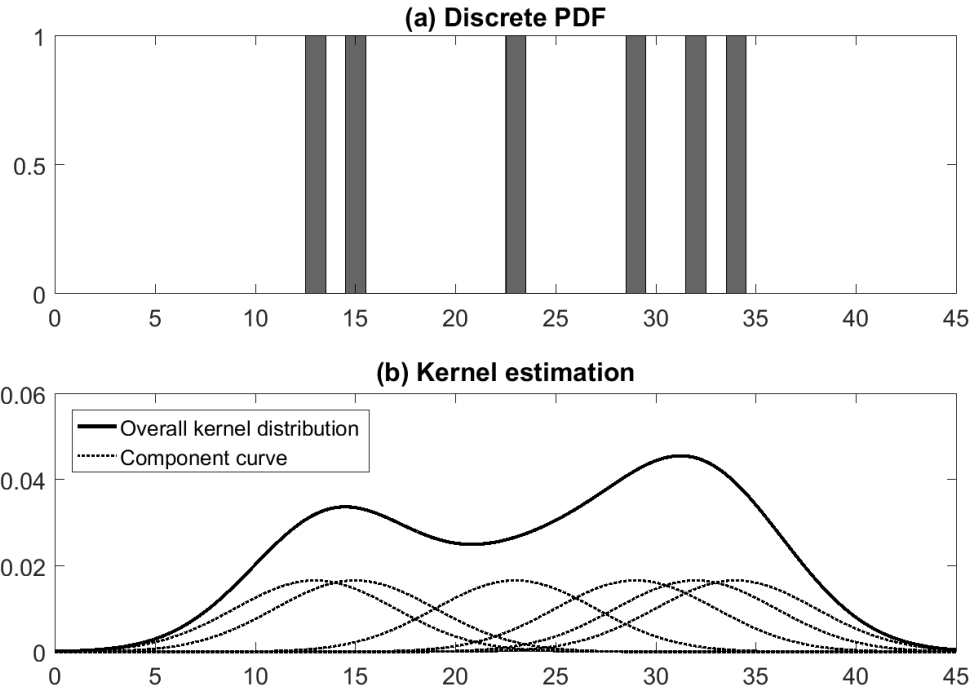 (a) Discrete PDF
1
0.5
0
0 5 10 15 20 25 30 35 40 45
(b) Kernel estimation
0.06
Overall kernel distribution
Component curve
0.04
0.02
0
0 5 10 15 20 25 30 35 40 45